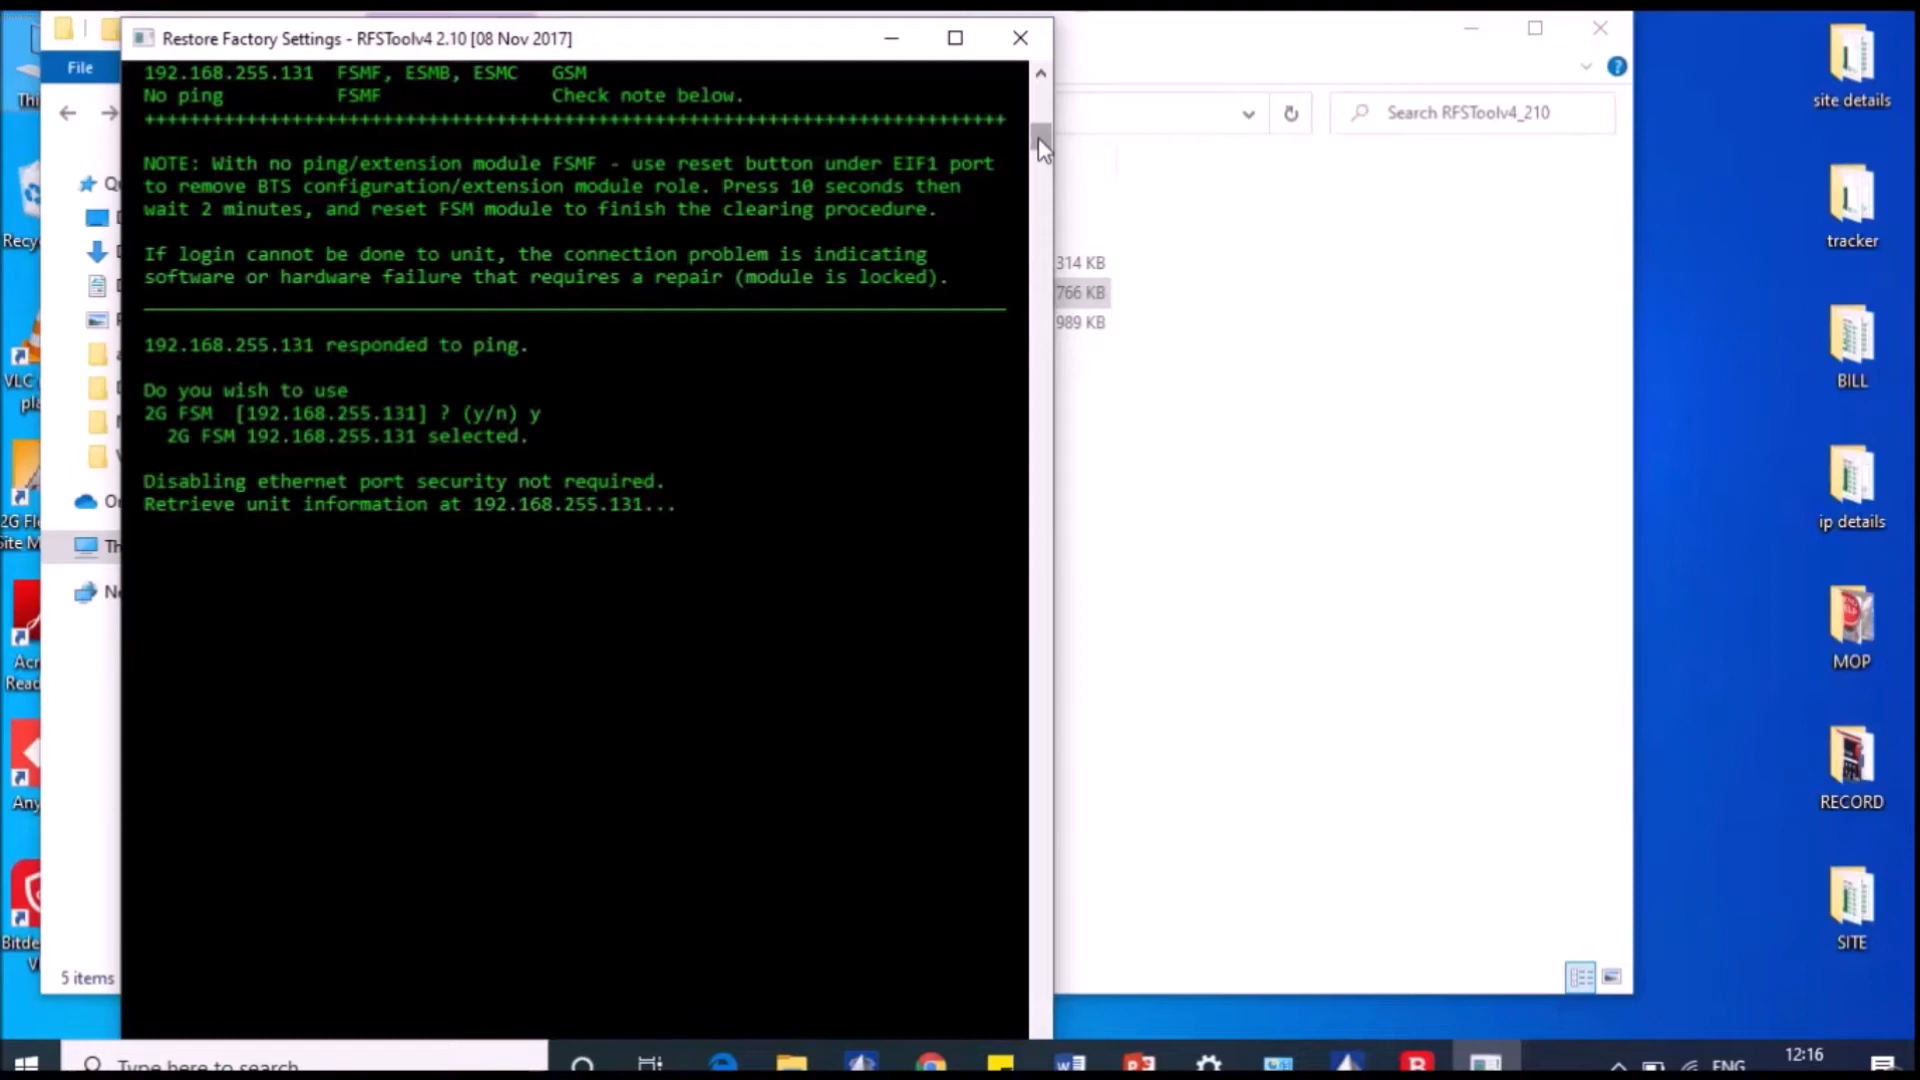 Restore Factory Settings - RFSToolv4 2.10 [08 Nov 2017]
File
192.168.255.131 FSMF, ESMB, ESMC GSM
No ping FSMF Check note below.
++++++++++++++++++++++++++++++++++++++++++++++++++++++++++++++++++++++++++++
NOTE: With no ping/extension module FSMF - use reset button under EIF1 port
to remove BTS configuration/extension module role. Press 10 seconds then
wait 2 minutes, and reset FSM module to finish the clearing procedure.
If login cannot be done to unit, the connection problem is indicating
software or hardware failure that requires a repair (module is locked).
192.168.255.131 responded to ping.
Do you wish to use
2G FSM [192.168.255.131] ? (y/n) y
2G FSM 192.168.255.131 selected.
Disabling ethernet port security not required.
Retrieve unit information at 192.168.255.131...
Search RFSToolv4_210
314 KB
766 KB
989 KB
5 items
VLC
site details
tracker
BILL
ip details
MOP
RECORD
SITE
Type here to search
ENG
12:16